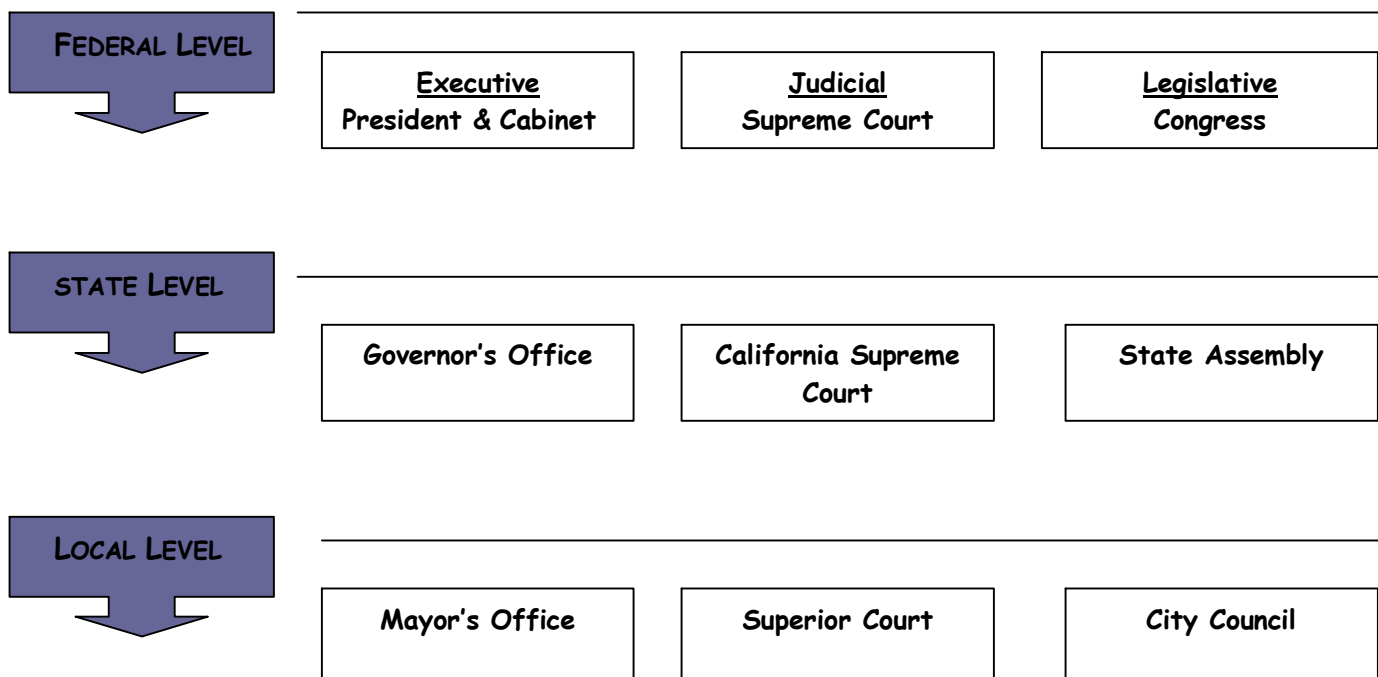 FEDERAL LEVEL
Executive
President & Cabinet
Judicial
Supreme Court
Legislative
Congress
STATE LEVEL
Governor's Office
California Supreme
Court
State Assembly
LOCAL LEVEL
Mayor's Office
Superior Court
City Council